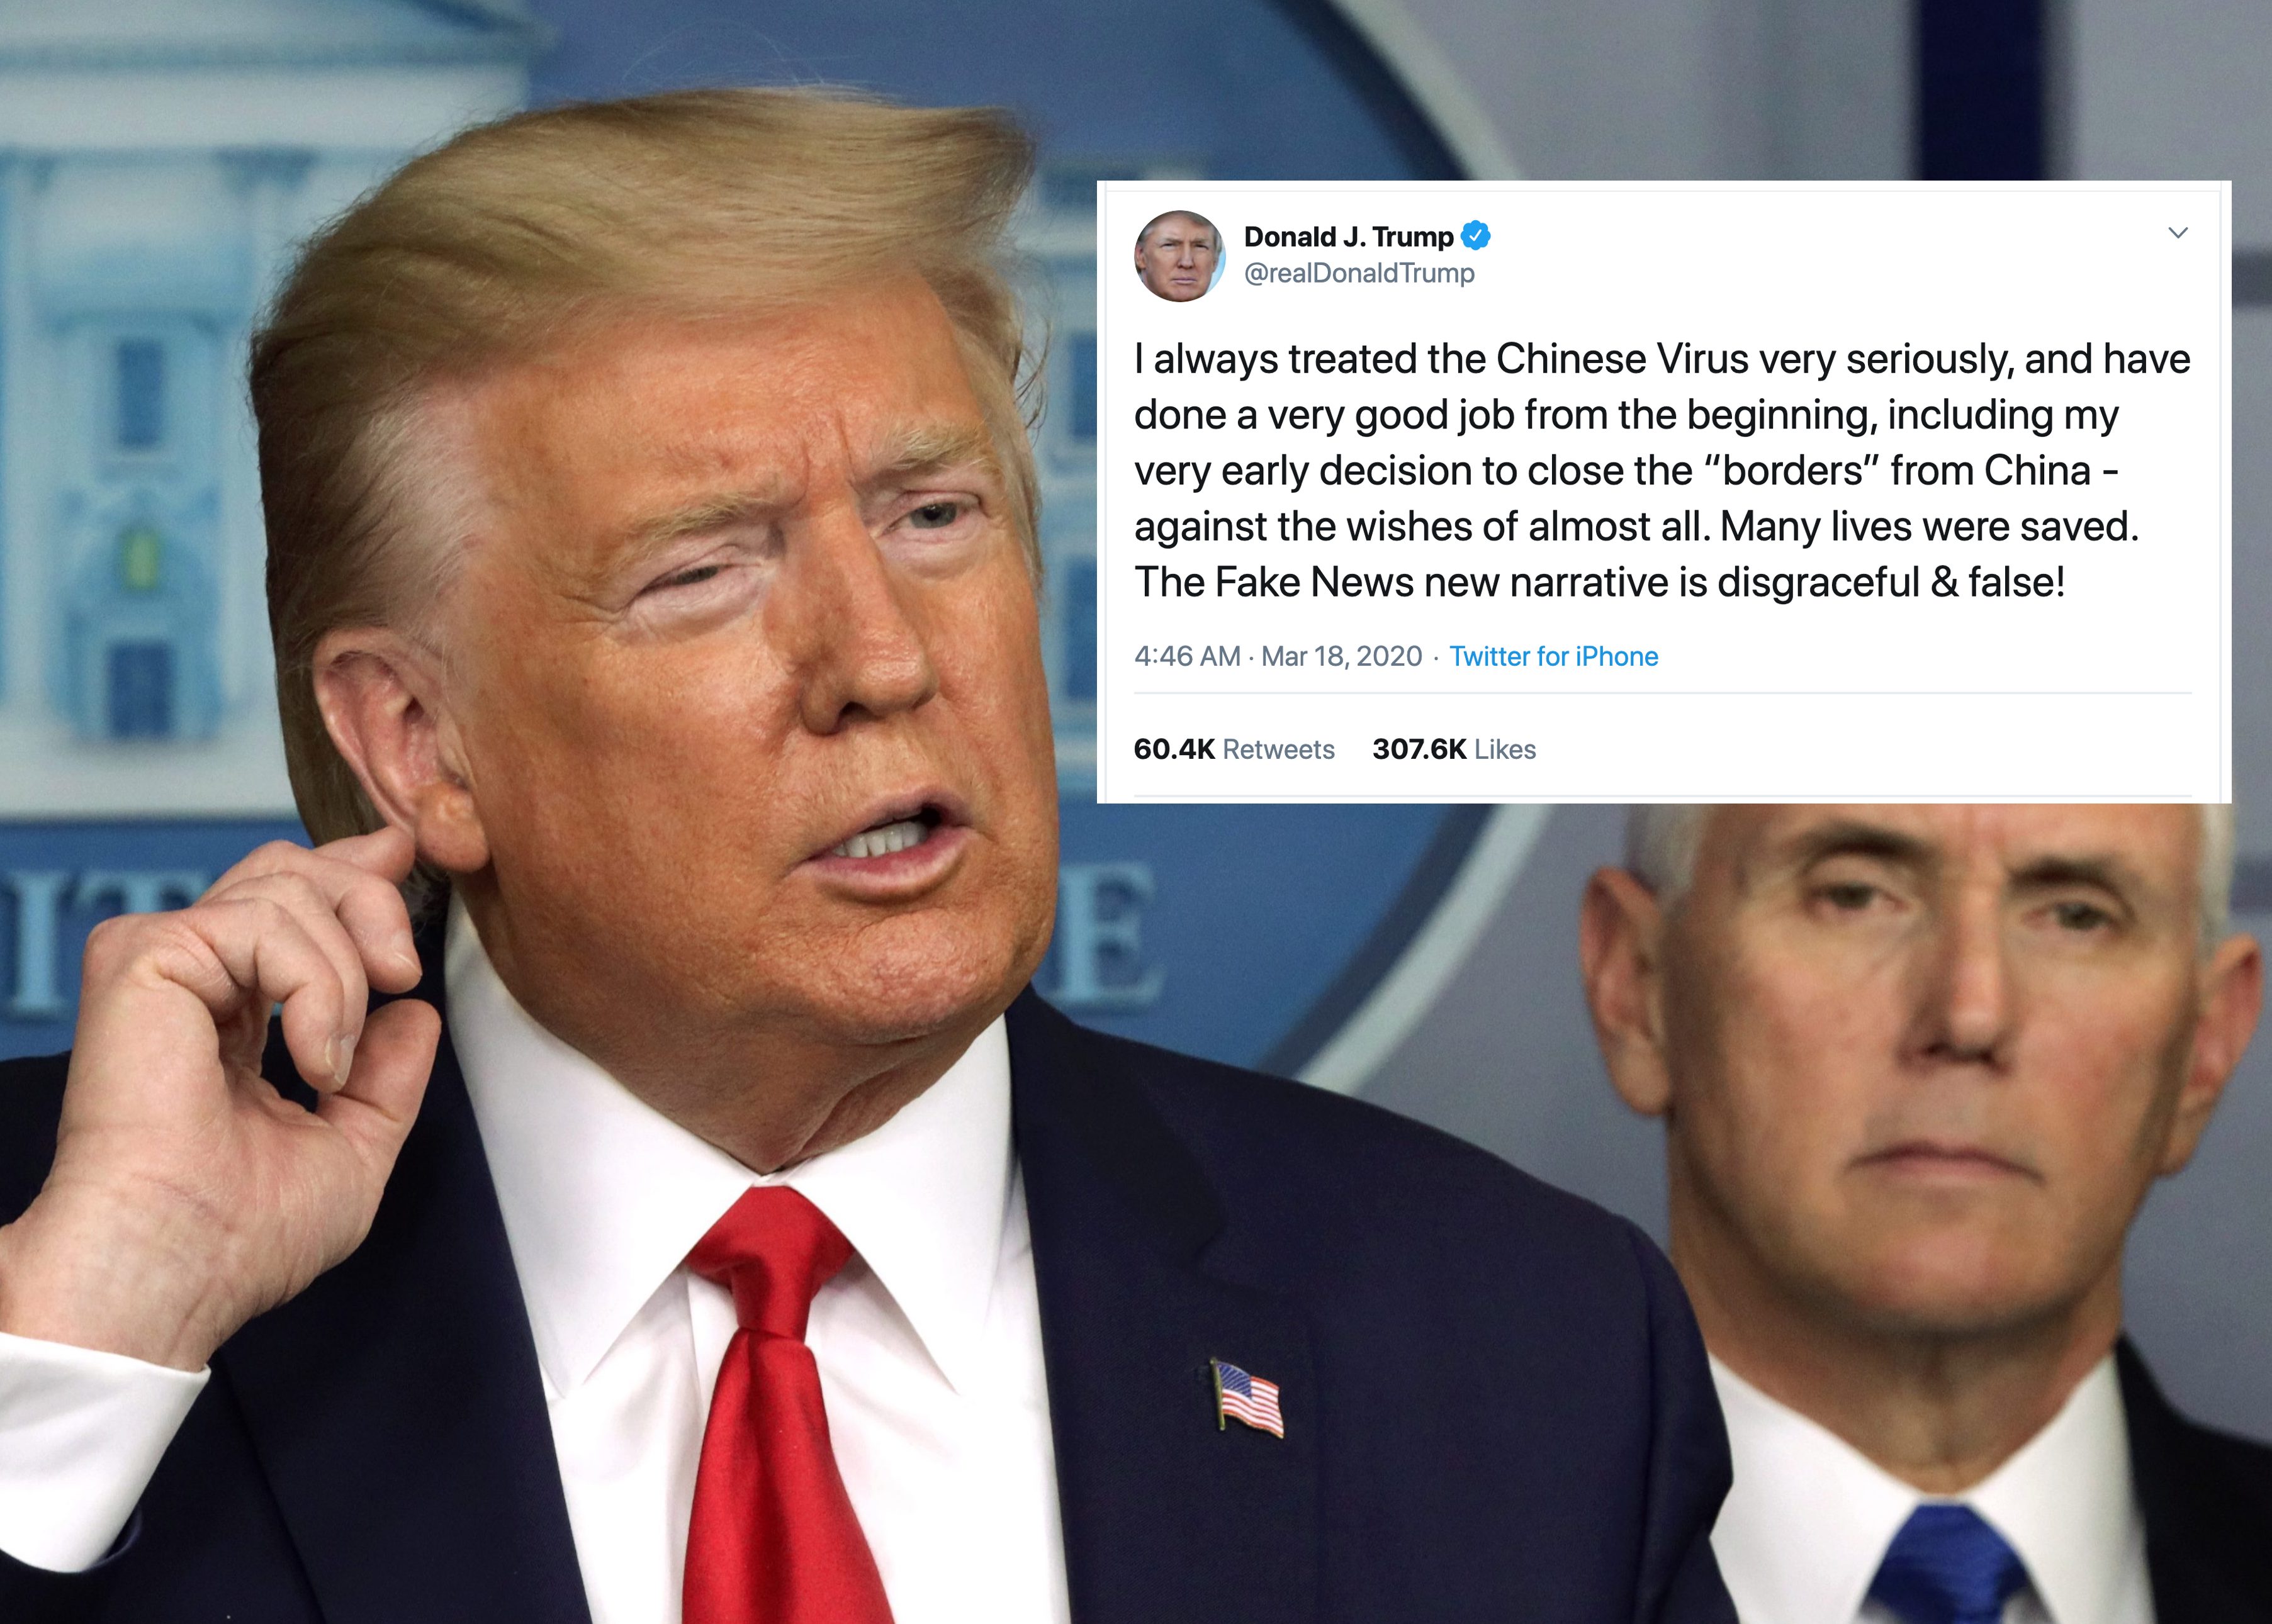 Donald J. Trump
@realDonaldTrump
I always treated the Chinese Virus very seriously, and have
done a very good job from the beginning, including my
very early decision to close the “borders” from China -
against the wishes of almost all. Many lives were saved.
The Fake News new narrative is disgraceful & false!
4:46 AM · Mar 18, 2020 · Twitter for iPhone
60.4K Retweets 307.6K Likes
IT E